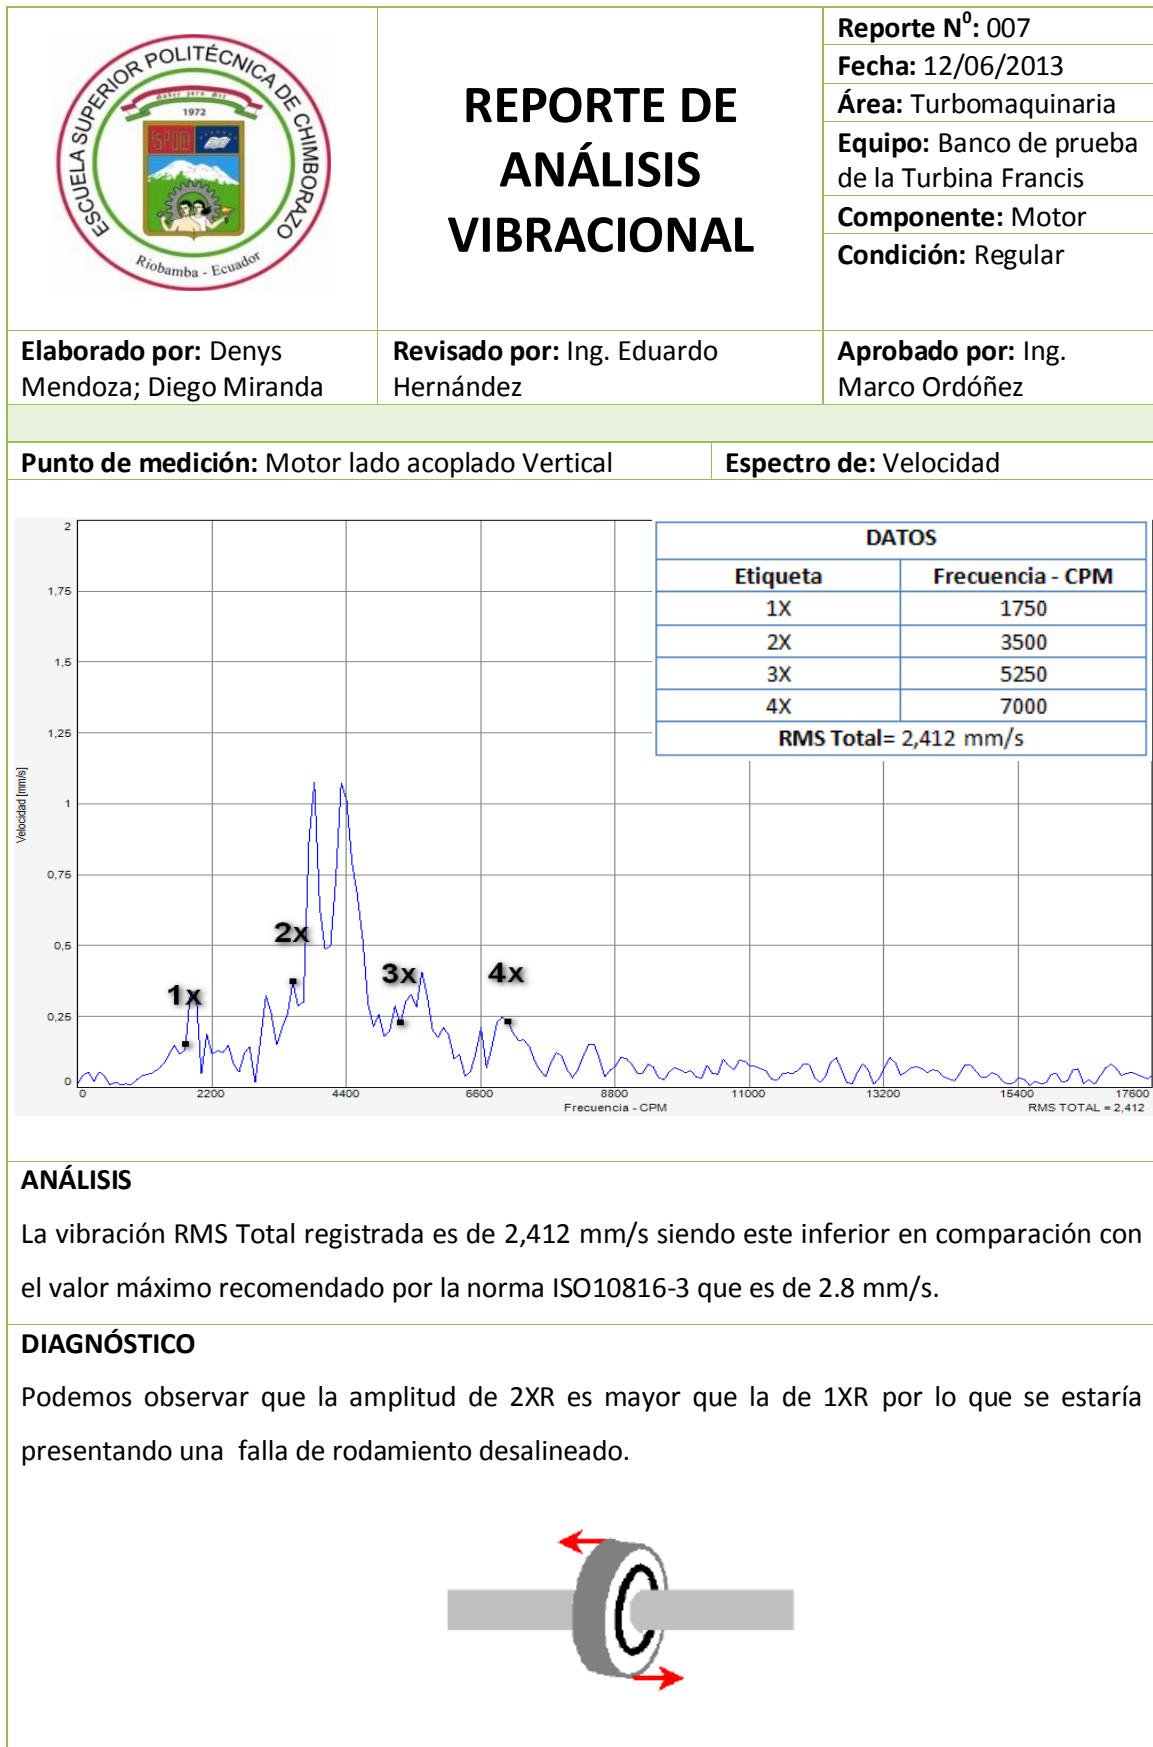 ESCUELA SUPERIOR POLITÉCNICA DE CHIMBORAZO
Saber para Ser
1972
ESPOCH
Riobamba - Ecuador
REPORTE DE
ANÁLISIS
VIBRACIONAL
Reporte N⁰: 007
Fecha: 12/06/2013
Área: Turbomaquinaria
Equipo: Banco de prueba
de la Turbina Francis
Componente: Motor
Condición: Regular
Elaborado por: Denys
Mendoza; Diego Miranda
Revisado por: Ing. Eduardo
Hernández
Aprobado por: Ing.
Marco Ordóñez
Punto de medición: Motor lado acoplado Vertical
Espectro de: Velocidad
2
1,75
1,5
1,25
1
0,75
0,5
0,25
0
Velocidad [mm/s]
DATOS
Etiqueta Frecuencia - CPM
1X 1750
2X 3500
3X 5250
4X 7000
RMS Total= 2,412 mm/s
1x
2x
3x
4x
0 2200 4400 6600 8800 11000 13200 15400 17600
Frecuencia - CPM
RMS TOTAL = 2,412
ANÁLISIS
La vibración RMS Total registrada es de 2,412 mm/s siendo este inferior en comparación con
el valor máximo recomendado por la norma ISO10816-3 que es de 2.8 mm/s.
DIAGNÓSTICO
Podemos observar que la amplitud de 2XR es mayor que la de 1XR por lo que se estaría
presentando una falla de rodamiento desalineado.